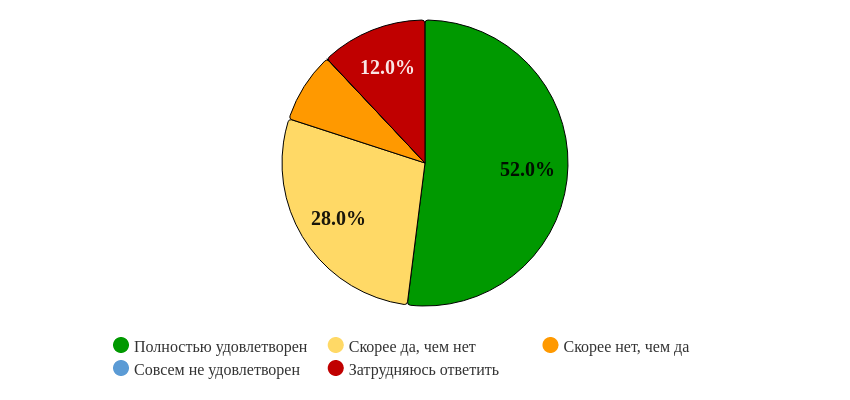 12.0%
52.0%
28.0%
Полностью удовлетворен Скорее да, чем нет Скорее нет, чем да
Совсем не удовлетворен Затрудняюсь ответить